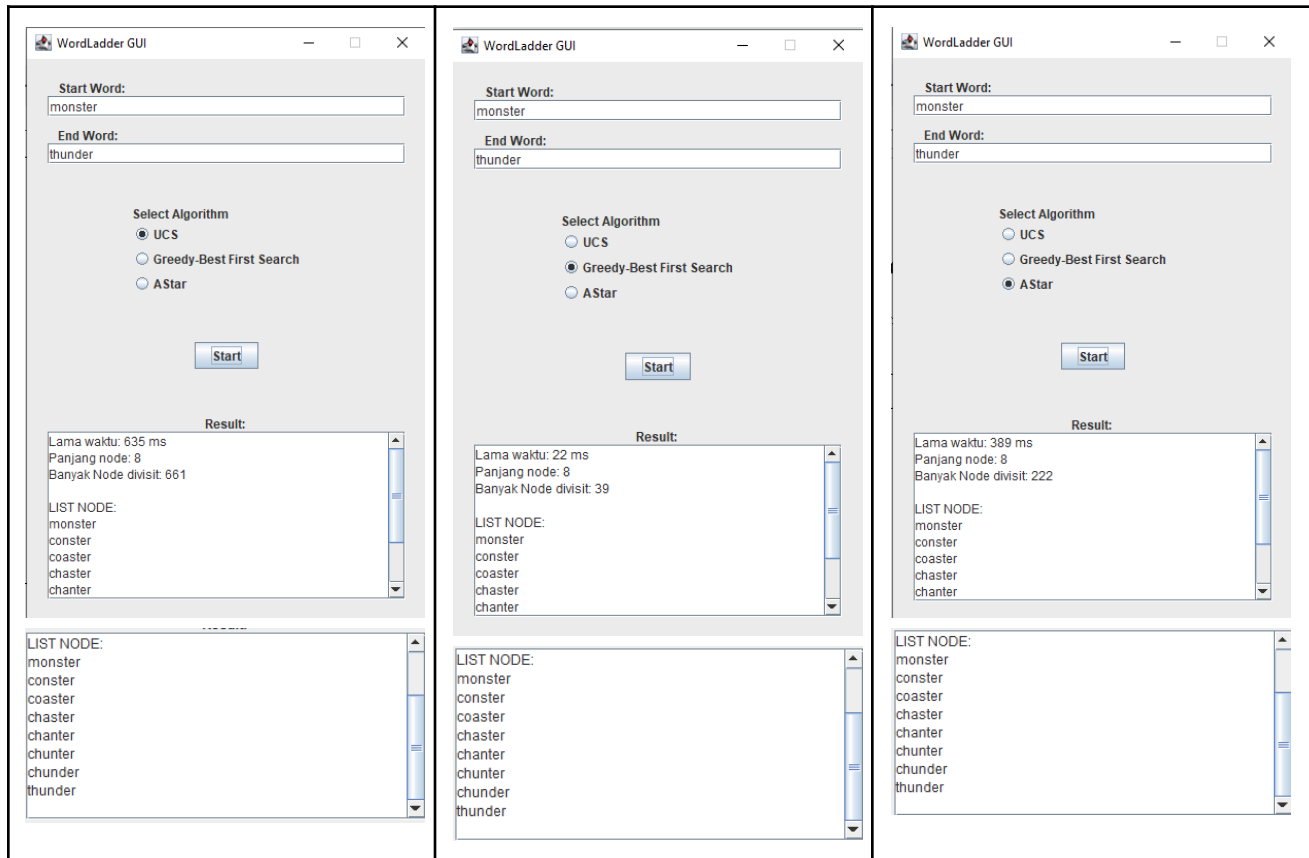 WordLadder GUI
Start Word:
monster
End Word:
thunder
Select Algorithm
UCS
Greedy-Best First Search
AStar
Start
Result:
Lama waktu: 635 ms
Panjang node: 8
Banyak Node divisit: 661
LIST NODE:
monster
conster
coaster
chaster
chanter
Result:
LIST NODE:
monster
conster
coaster
chaster
chanter
chunter
chunder
thunder
WordLadder GUI
Start Word:
monster
End Word:
thunder
Select Algorithm
UCS
Greedy-Best First Search
AStar
Start
Result:
Lama waktu: 22 ms
Panjang node: 8
Banyak Node divisit: 39
LIST NODE:
monster
conster
coaster
chaster
chanter
LIST NODE:
monster
conster
coaster
chaster
chanter
chunter
chunder
thunder
WordLadder GUI
Start Word:
monster
End Word:
thunder
Select Algorithm
UCS
Greedy-Best First Search
AStar
Start
Result:
Lama waktu: 389 ms
Panjang node: 8
Banyak Node divisit: 222
LIST NODE:
monster
conster
coaster
chaster
chanter
LIST NODE:
monster
conster
coaster
chaster
chanter
chunter
chunder
thunder